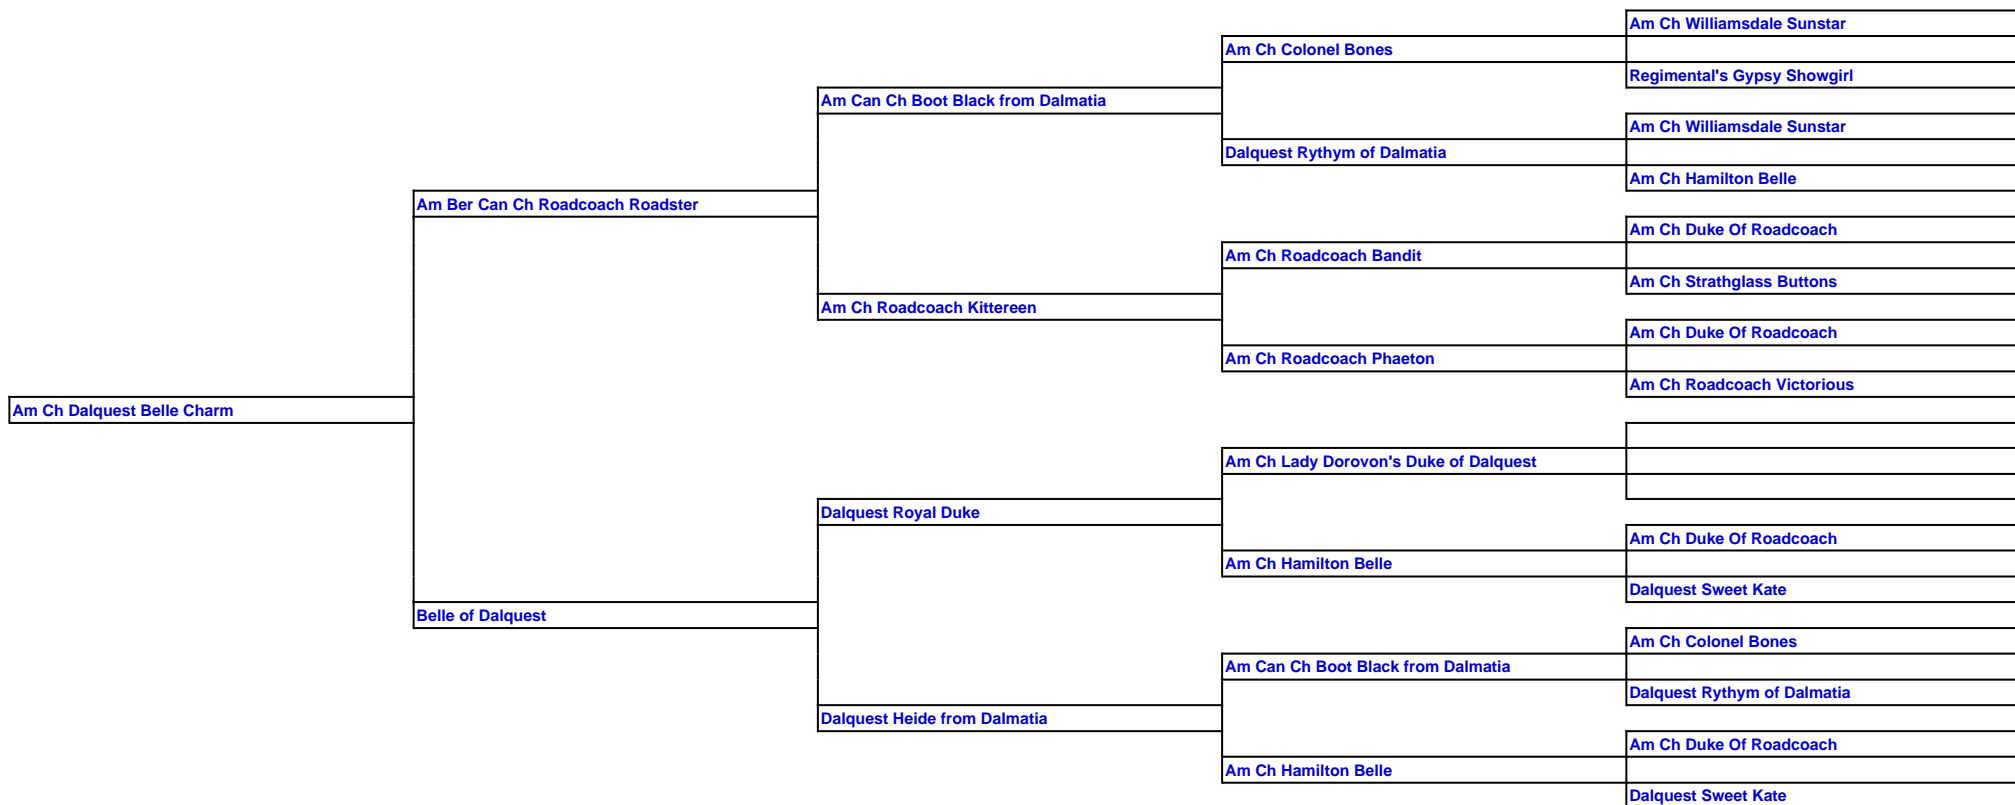 Am Ch Williamsdale Sunstar
Am Ch Colonel Bones
Regimental's Gypsy Showgirl
Am Can Ch Boot Black from Dalmatia
Am Ch Williamsdale Sunstar
Dalquest Rythym of Dalmatia
Am Ch Hamilton Belle
Am Ber Can Ch Roadcoach Roadster
Am Ch Duke Of Roadcoach
Am Ch Roadcoach Bandit
Am Ch Strathglass Buttons
Am Ch Roadcoach Kittereen
Am Ch Duke Of Roadcoach
Am Ch Roadcoach Phaeton
Am Ch Roadcoach Victorious
Am Ch Dalquest Belle Charm
Am Ch Lady Dorovon's Duke of Dalquest
Dalquest Royal Duke
Am Ch Duke Of Roadcoach
Am Ch Hamilton Belle
Dalquest Sweet Kate
Belle of Dalquest
Am Ch Colonel Bones
Am Can Ch Boot Black from Dalmatia
Dalquest Rythym of Dalmatia
Dalquest Heide from Dalmatia
Am Ch Duke Of Roadcoach
Am Ch Hamilton Belle
Dalquest Sweet Kate